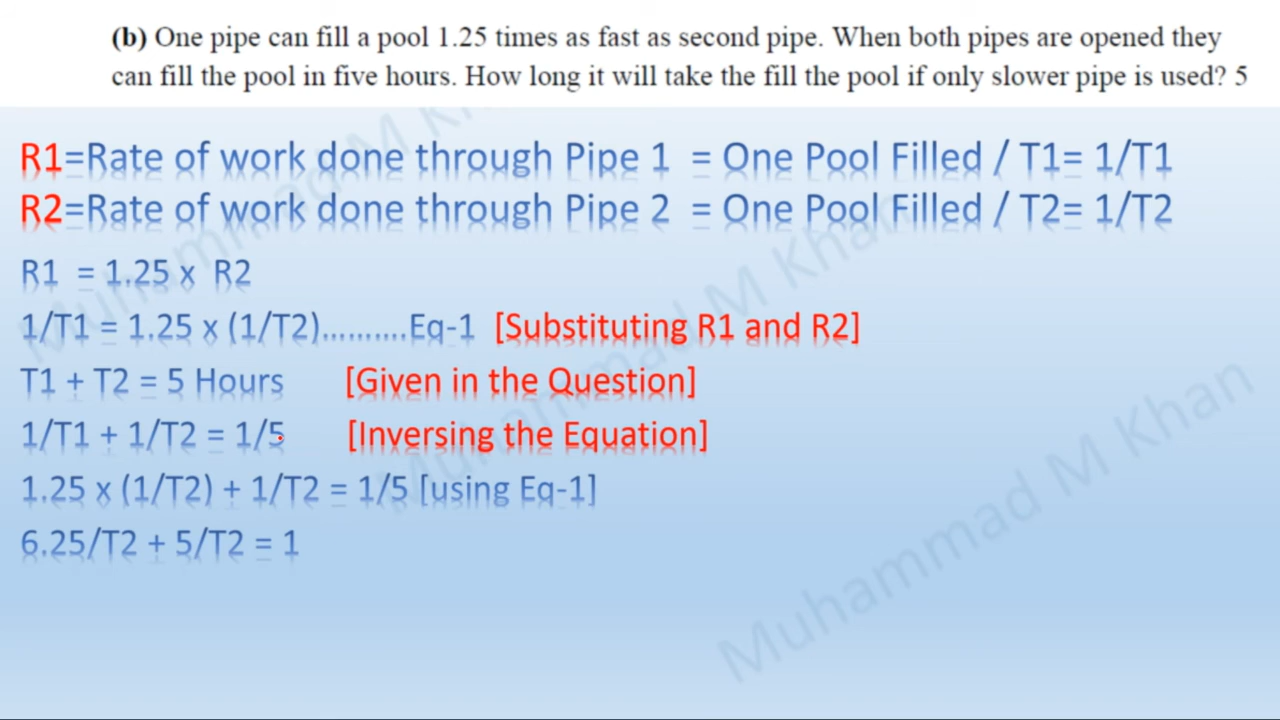 (b) One pipe can fill a pool 1.25 times as fast as second pipe. When both pipes are opened they
can fill the pool in five hours. How long it will take the fill the pool if only slower pipe is used? 5
R1=Rate of work done through Pipe 1 = One Pool Filled / T1= 1/T1
R2=Rate of work done through Pipe 2 = One Pool Filled / T2= 1/T2
R1 = 1.25 x R2
1/T1 = 1.25 x (1/T2)..........Eq-1 [Substituting R1 and R2]
T1 + T2 = 5 Hours [Given in the Question]
1/T1 + 1/T2 = 1/5 [Inversing the Equation]
1.25 x (1/T2) + 1/T2 = 1/5 [using Eq-1]
6.25/T2 + 5/T2 = 1
Muhammad M Khan
Muhammad M Khan
Muhammad M Khan